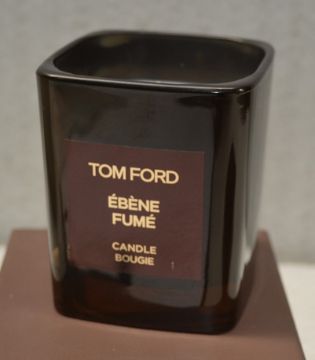 TOM FORD
ÉBÈNE
FUMÉ
CANDLE
BOUGIE